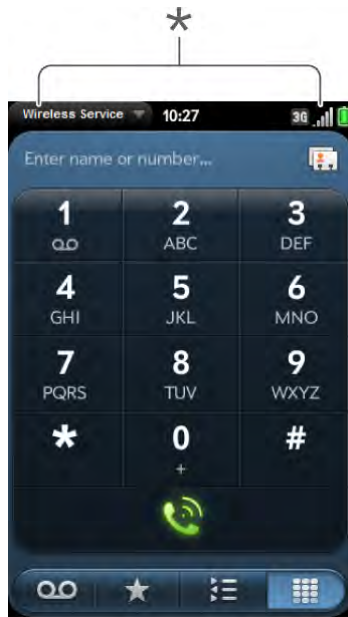 *
Wireless Service 10:27 3G
Enter name or number...
1 2 3
ABC DEF
4 5 6
GHI JKL MNO
7 8 9
PQRS TUV WXYZ
* 0 #
+